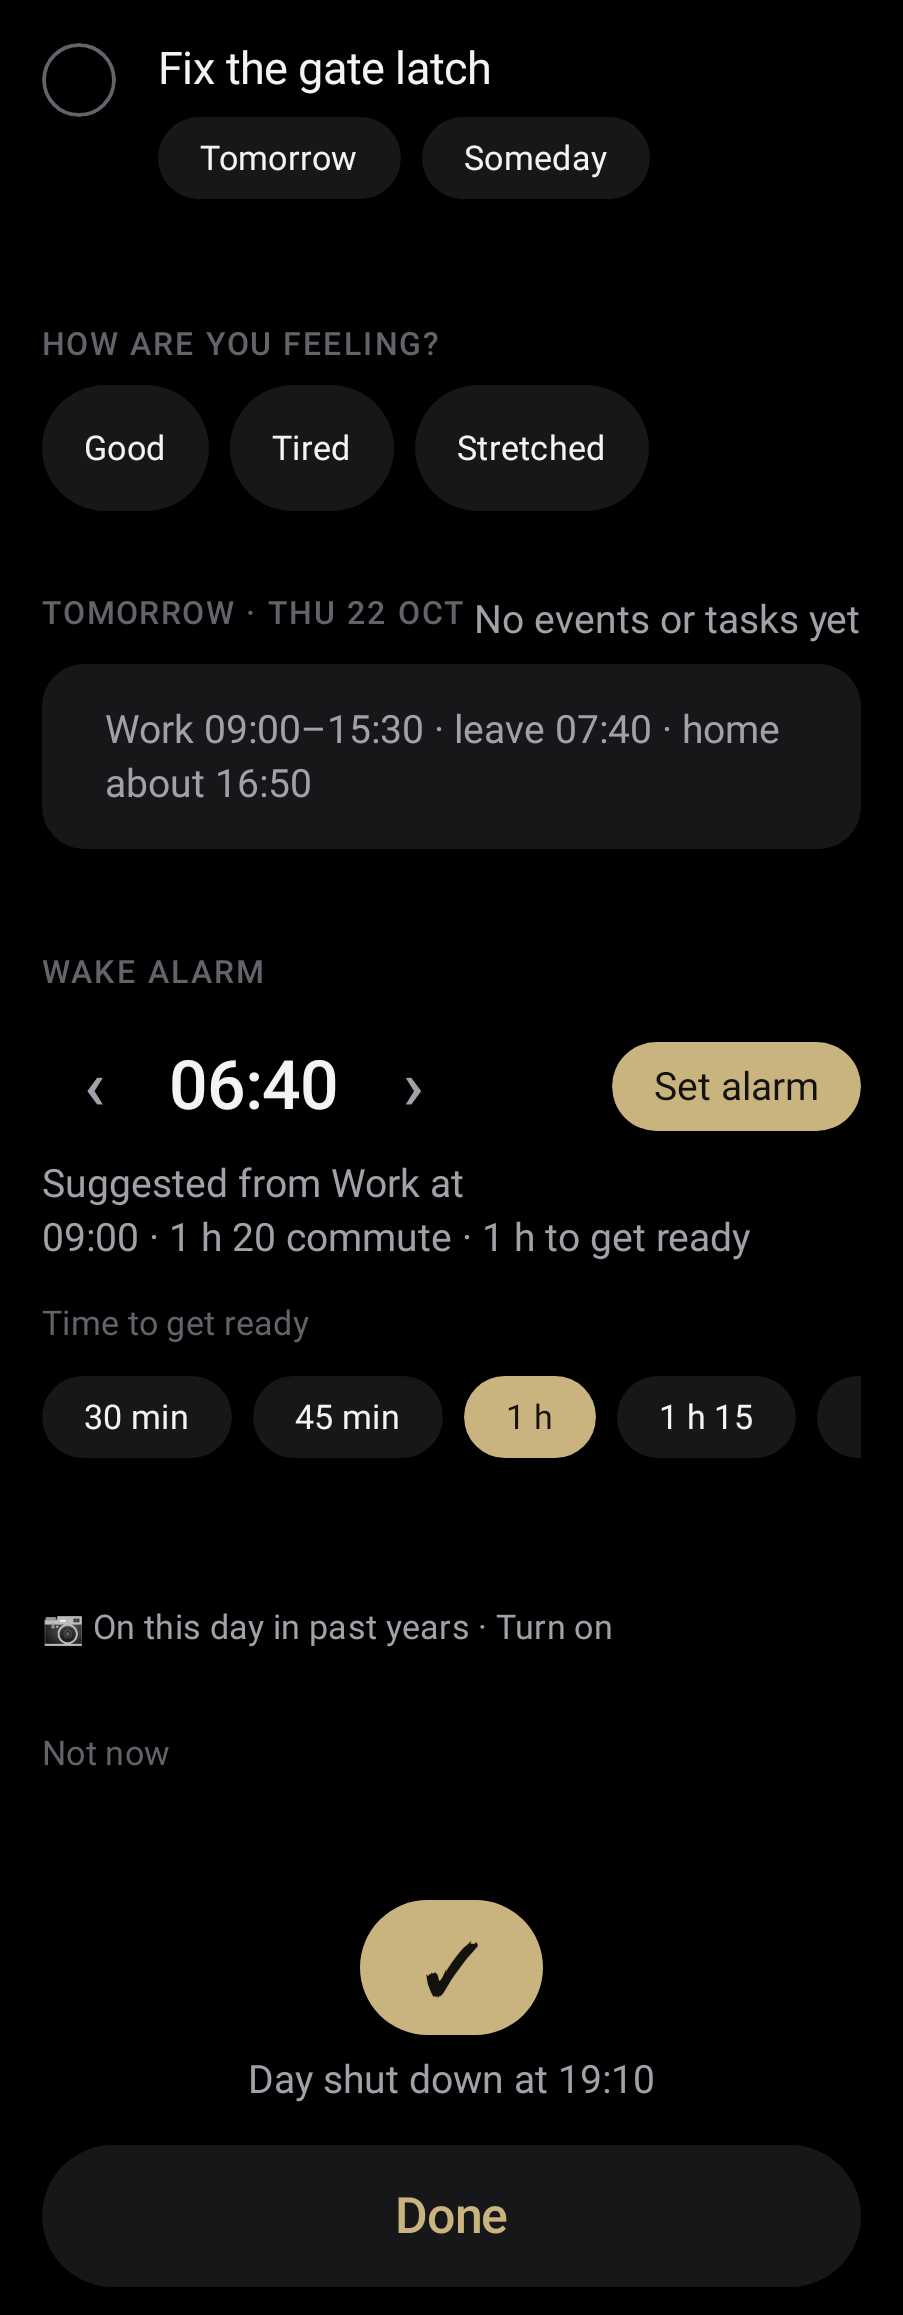 Fix the gate latch
Tomorrow
Someday
HOW ARE YOU FEELING?
Good
Tired
Stretched
TOMORROW · THU 22 OCT
No events or tasks yet
Work 09:00–15:30 · leave 07:40 · home
about 16:50
WAKE ALARM
‹ 06:40 ›
Set alarm
Suggested from Work at
09:00 · 1 h 20 commute · 1 h to get ready
Time to get ready
30 min
45 min
1 h
1 h 15
📷 On this day in past years · Turn on
Not now
✓
Day shut down at 19:10
Done